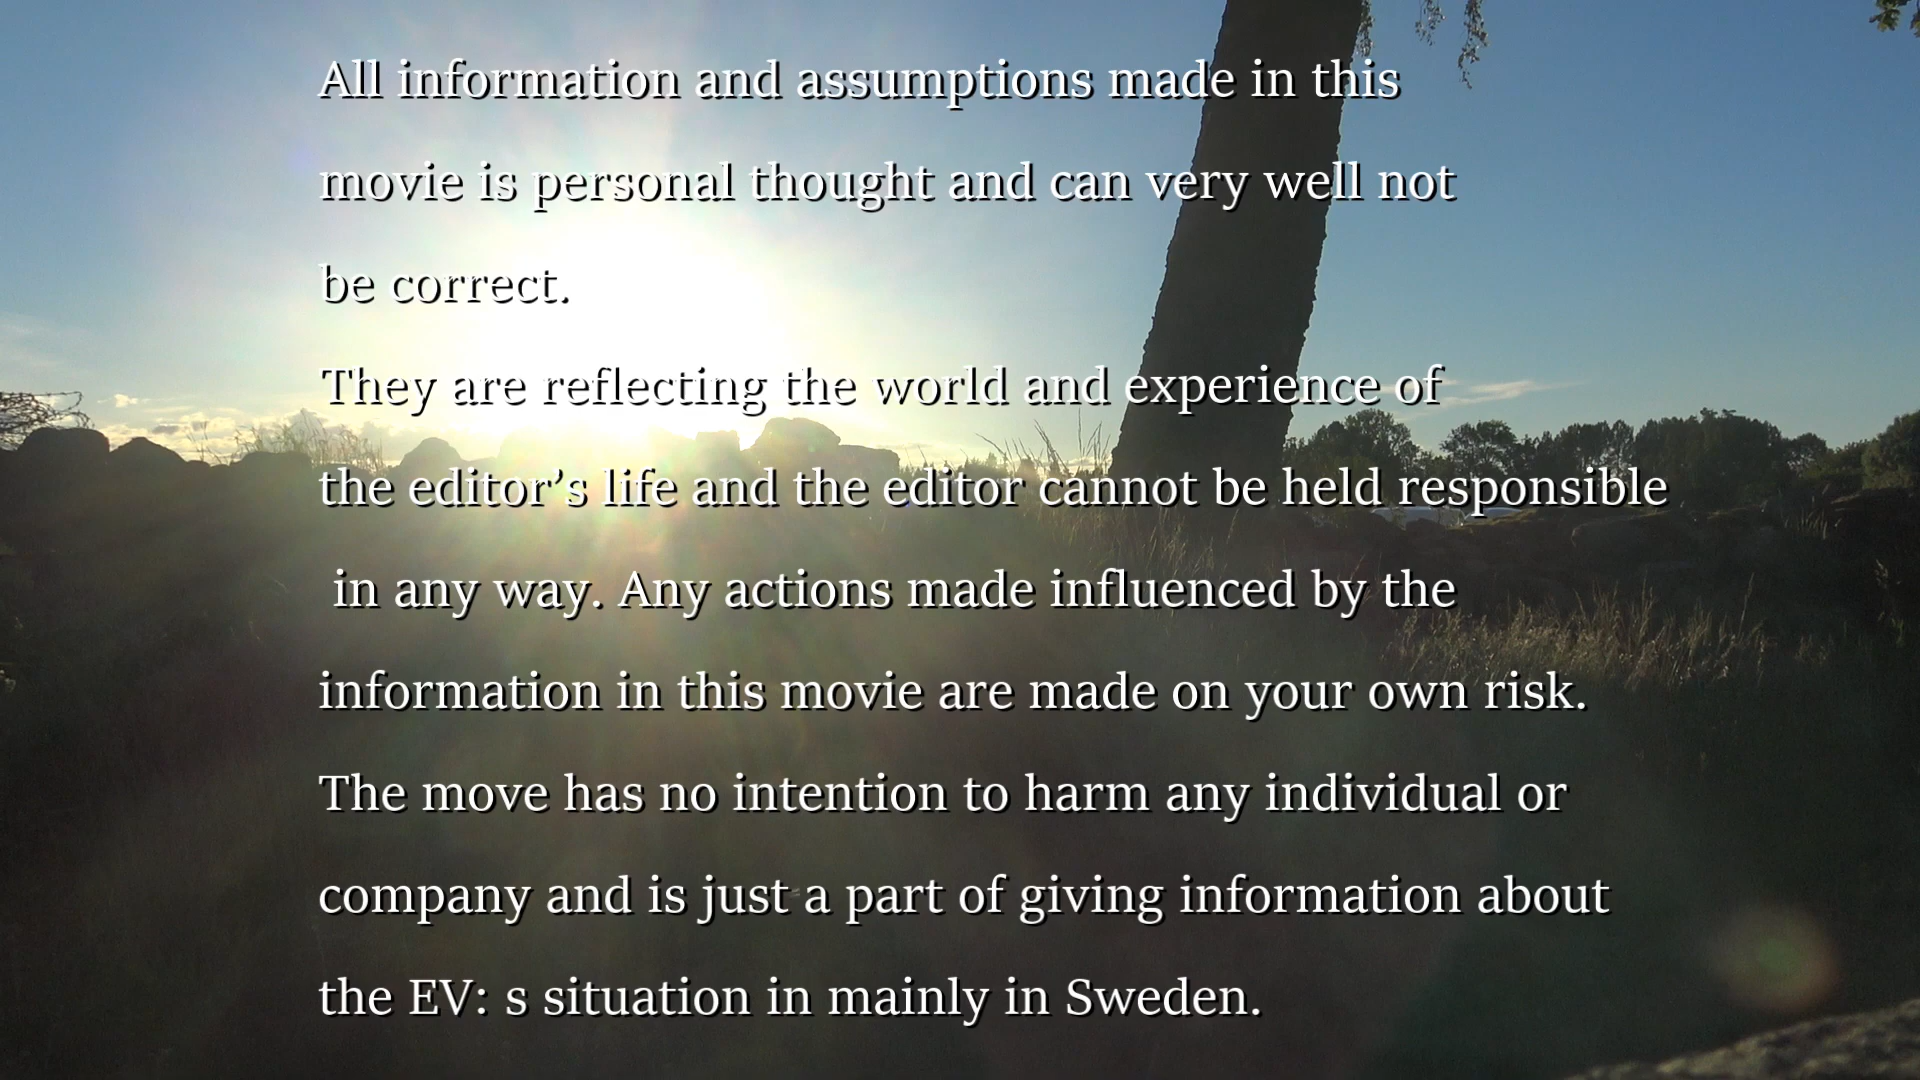 All information and assumptions made in this
movie is personal thought and can very well not
be correct.
They are reflecting the world and experience of
the editor’s life and the editor cannot be held responsible
in any way. Any actions made influenced by the
information in this movie are made on your own risk.
The move has no intention to harm any individual or
company and is just a part of giving information about
the EV: s situation in mainly in Sweden.